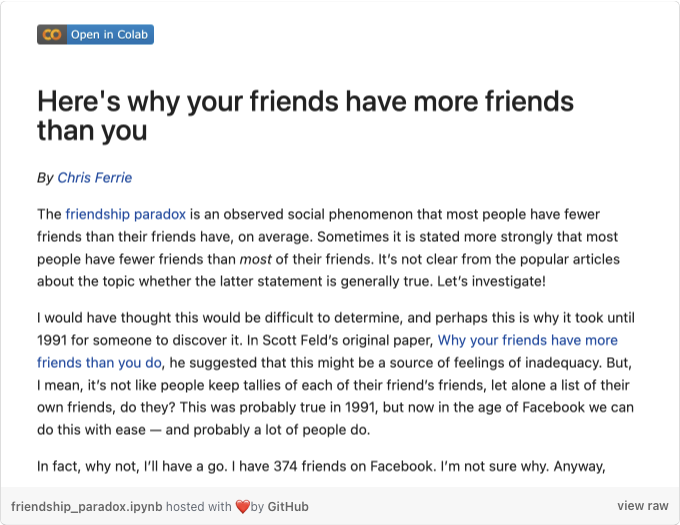 Open in Colab
Here's why your friends have more friends
than you
By Chris Ferrie
The friendship paradox is an observed social phenomenon that most people have fewer
friends than their friends have, on average. Sometimes it is stated more strongly that most
people have fewer friends than most of their friends. It’s not clear from the popular articles
about the topic whether the latter statement is generally true. Let’s investigate!
I would have thought this would be difficult to determine, and perhaps this is why it took until
1991 for someone to discover it. In Scott Feld’s original paper, Why your friends have more
friends than you do, he suggested that this might be a source of feelings of inadequacy. But,
I mean, it’s not like people keep tallies of each of their friend’s friends, let alone a list of their
own friends, do they? This was probably true in 1991, but now in the age of Facebook we can
do this with ease — and probably a lot of people do.
In fact, why not, I’ll have a go. I have 374 friends on Facebook. I’m not sure why. Anyway,
friendship_paradox.ipynb hosted with ❤ by GitHub
view raw